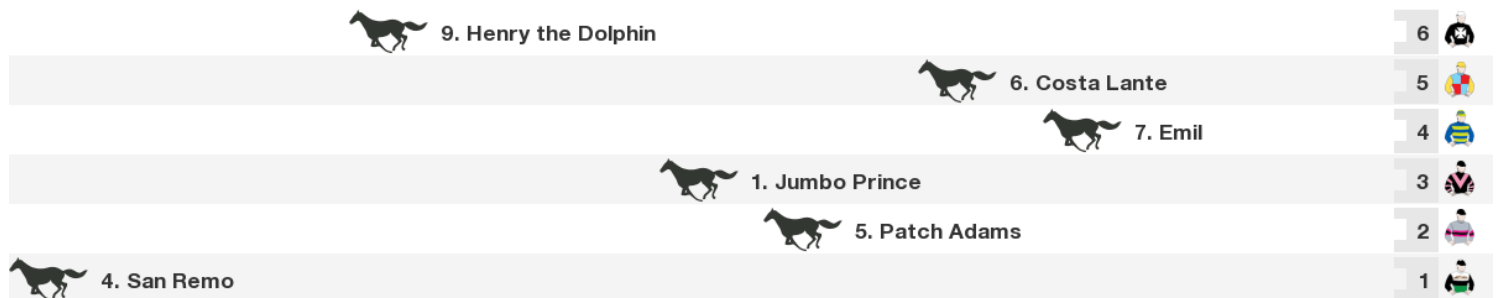 9. Henry the Dolphin 6
6. Costa Lante 5
7. Emil 4
1. Jumbo Prince 3
5. Patch Adams 2
4. San Remo 1